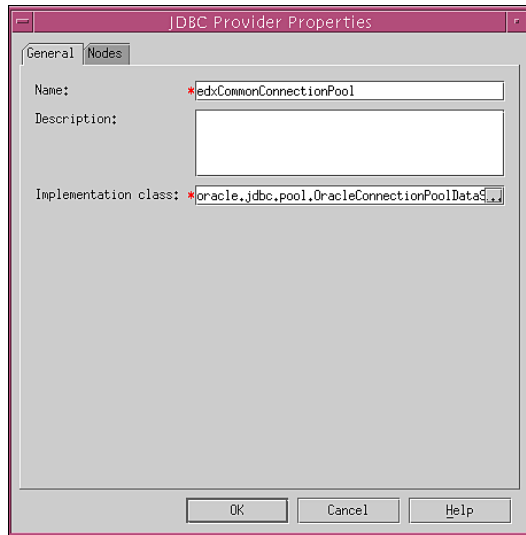 JDBC Provider Properties
General Nodes
Name: *edxCommonConnectionPool
Description:
Implementation class: *oracle.jdbc.pool.OracleConnectionPoolDataS...
OK Cancel Help